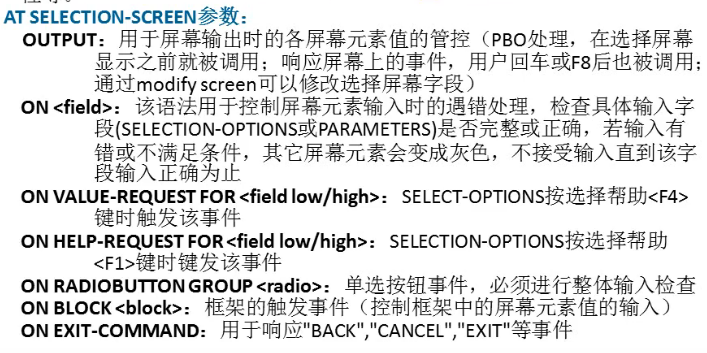 AT SELECTION-SCREEN参数：
OUTPUT：用于屏幕输出时的各屏幕元素值的管控（PBO处理，在选择屏幕
显示之前就被调用；响应屏幕上的事件，用户回车或F8后也被调用；
通过modify screen可以修改选择屏幕字段）
ON <field>：该语法用于控制屏幕元素输入时的遇错处理，检查具体输入字
段(SELECTION-OPTIONS或PARAMETERS)是否完整或正确，若输入有
错或不满足条件，其它屏幕元素会变成灰色，不接受输入直到该字
段输入正确为止
ON VALUE-REQUEST FOR <field low/high>：SELECT-OPTIONS按选择帮助<F4>
键时触发该事件
ON HELP-REQUEST FOR <field low/high>：SELECTION-OPTIONS按选择帮助
<F1>键时键发该事件
ON RADIOBUTTON GROUP <radio>：单选按钮事件，必须进行整体输入检查
ON BLOCK <block>：框架的触发事件（控制框架中的屏幕元素值的输入）
ON EXIT-COMMAND：用于响应"BACK","CANCEL","EXIT"等事件